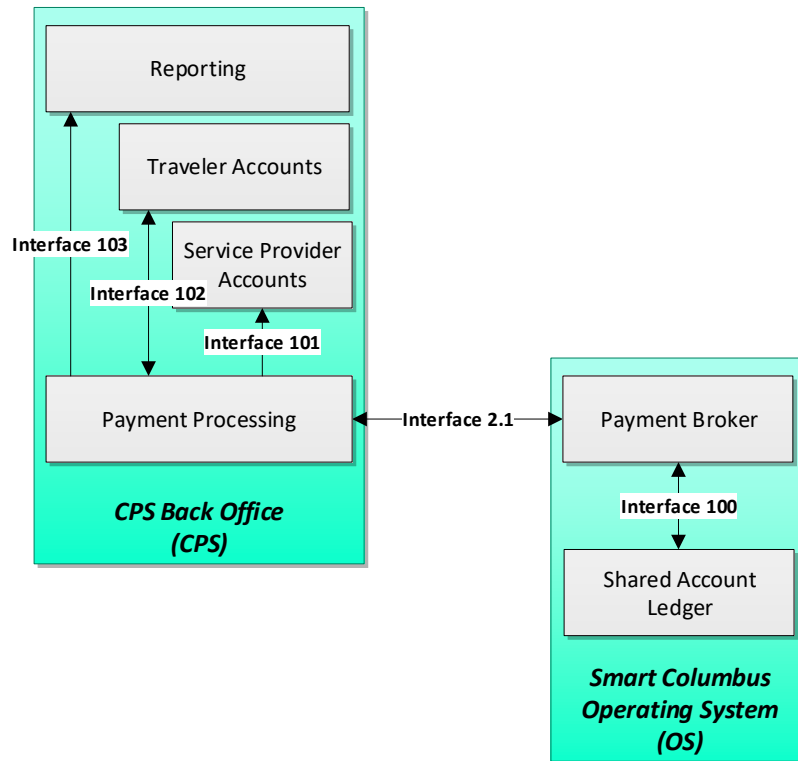 Reporting
Traveler Accounts
Interface 103
Service Provider
Accounts
Interface 102
Interface 101
Payment Processing
Interface 2.1
Payment Broker
CPS Back Office
(CPS)
Interface 100
Shared Account
Ledger
Smart Columbus
Operating System
(OS)